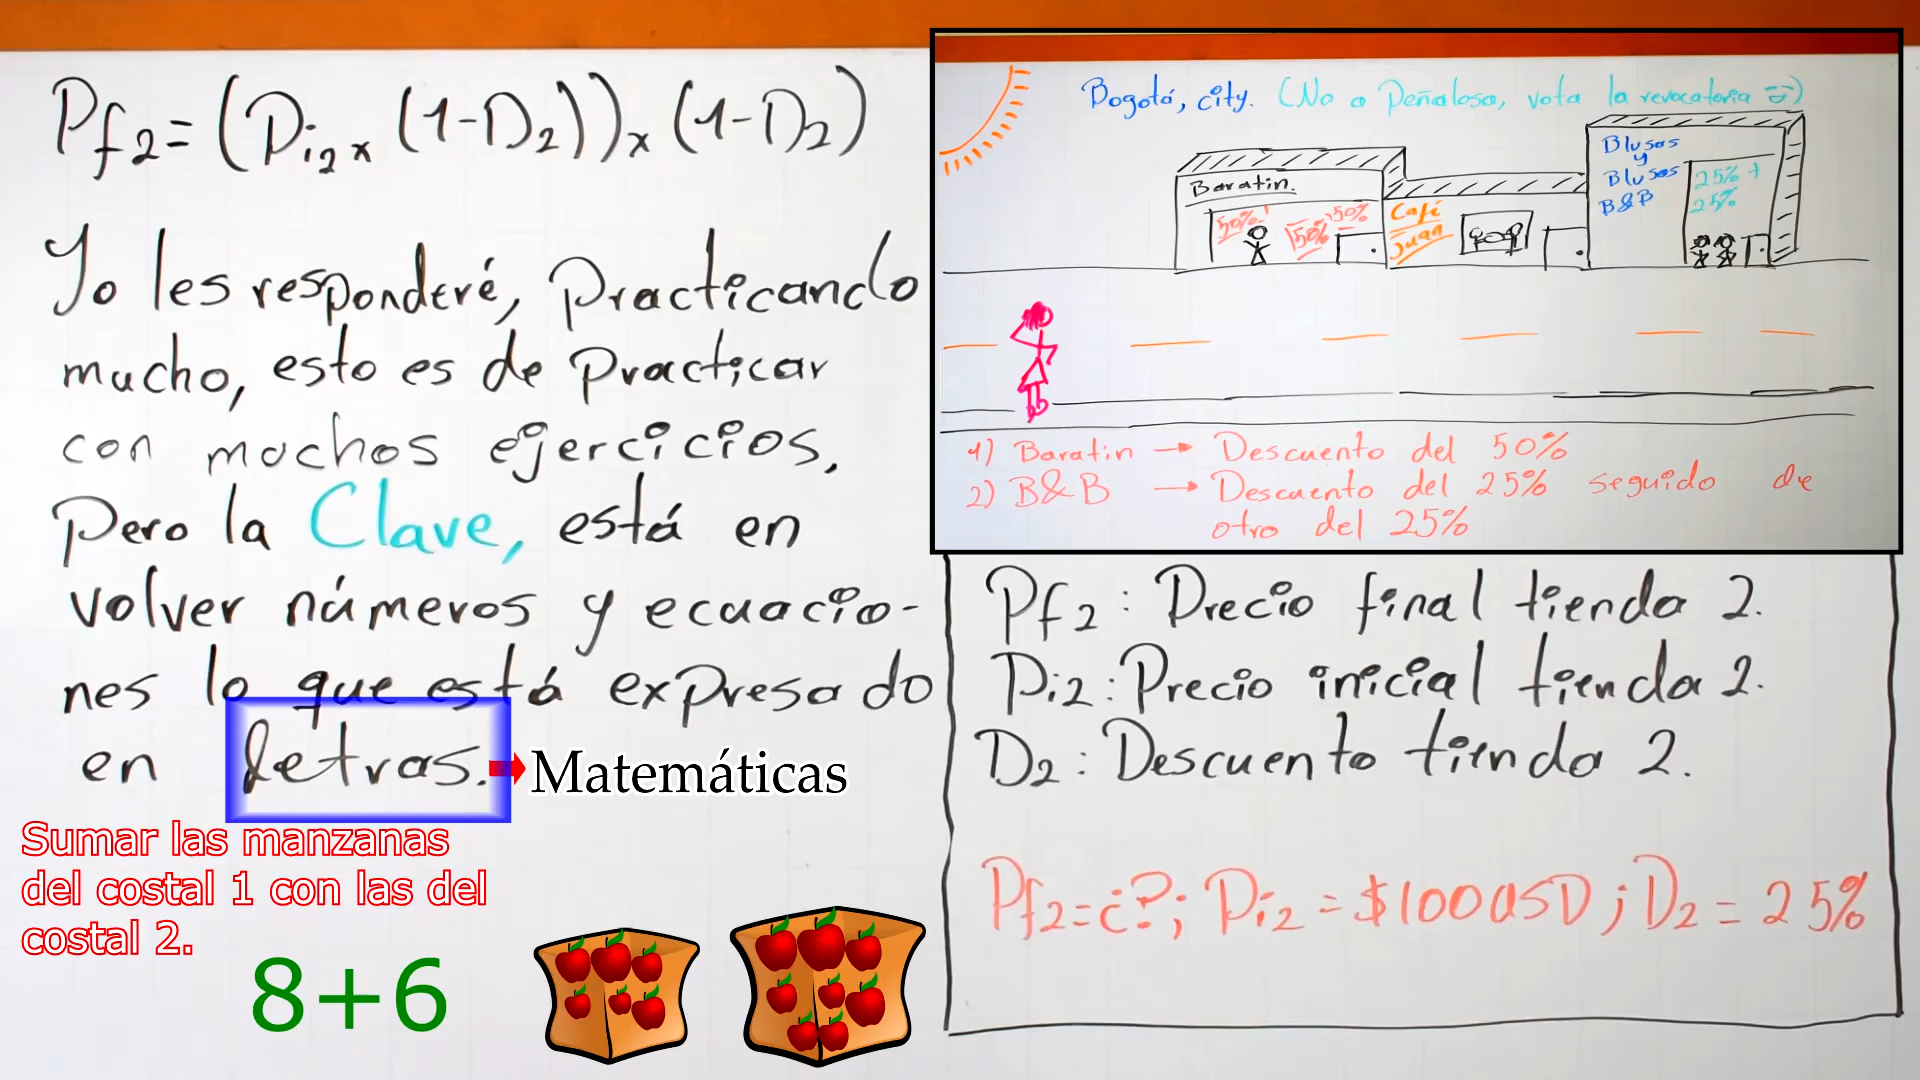 Pf2 = (Pi2 x (1-D2)) x (1-D2)
Yo les responderé, Practicando
mucho, esto es de Practicar
con muchos ejercicios,
Pero la Clave, está en
volver números y ecuacio-
nes lo que está expresado
en letras. Matemáticas
Sumar las manzanas
del costal 1 con las del
costal 2.
8+6
Bogotá, city. (No a Peñalosa, vota la revocatoria
Baratin.
50%
50%
50%
Café
Juan
Blusas
y
Blusas
B&B
25% +
25%
1) Baratin → Descuento del 50%
2) B&B → Descuento del 25% seguido de
otro del 25%
Pf2: Precio final tienda 2.
Pi2: Precio inicial tienda 2.
D2: Descuento tienda 2.
Pf2=¿?; Pi2 = $100 USD; D2 = 25%